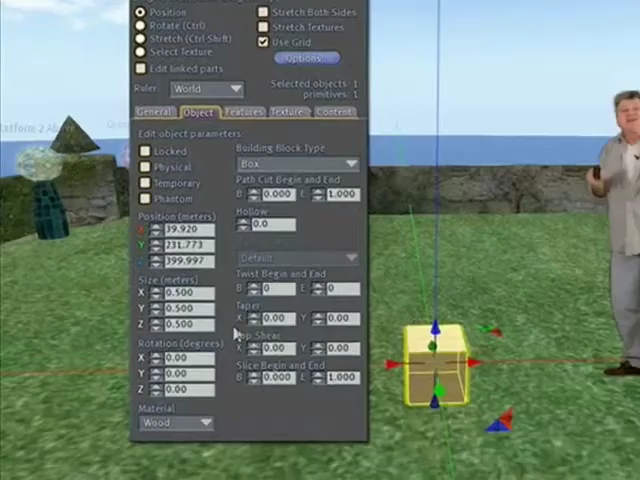 Position
Rotate (Ctrl)
Stretch (Ctrl-Shift)
Select Texture
Edit linked parts
Stretch Both Sides
Stretch Textures
Use Grid
Options...
Ruler World
Selected objects: 1
primitives: 1
General Object Features Texture Content
Edit object parameters:
Locked
Physical
Temporary
Phantom
Position (meters)
X 39.920
Y 231.773
Z 399.997
Size (meters)
X 0.500
Y 0.500
Z 0.500
Rotation (degrees)
X 0.00
Y 0.00
Z 0.00
Material
Wood
Building Block Type
Box
Path Cut Begin and End
B 0.000 E 1.000
Hollow
0.0
Default
Twist Begin and End
B 0 E 0
Taper
X 0.00 Y 0.00
Shear
X 0.00 Y 0.00
Slice Begin and End
B 0.000 E 1.000